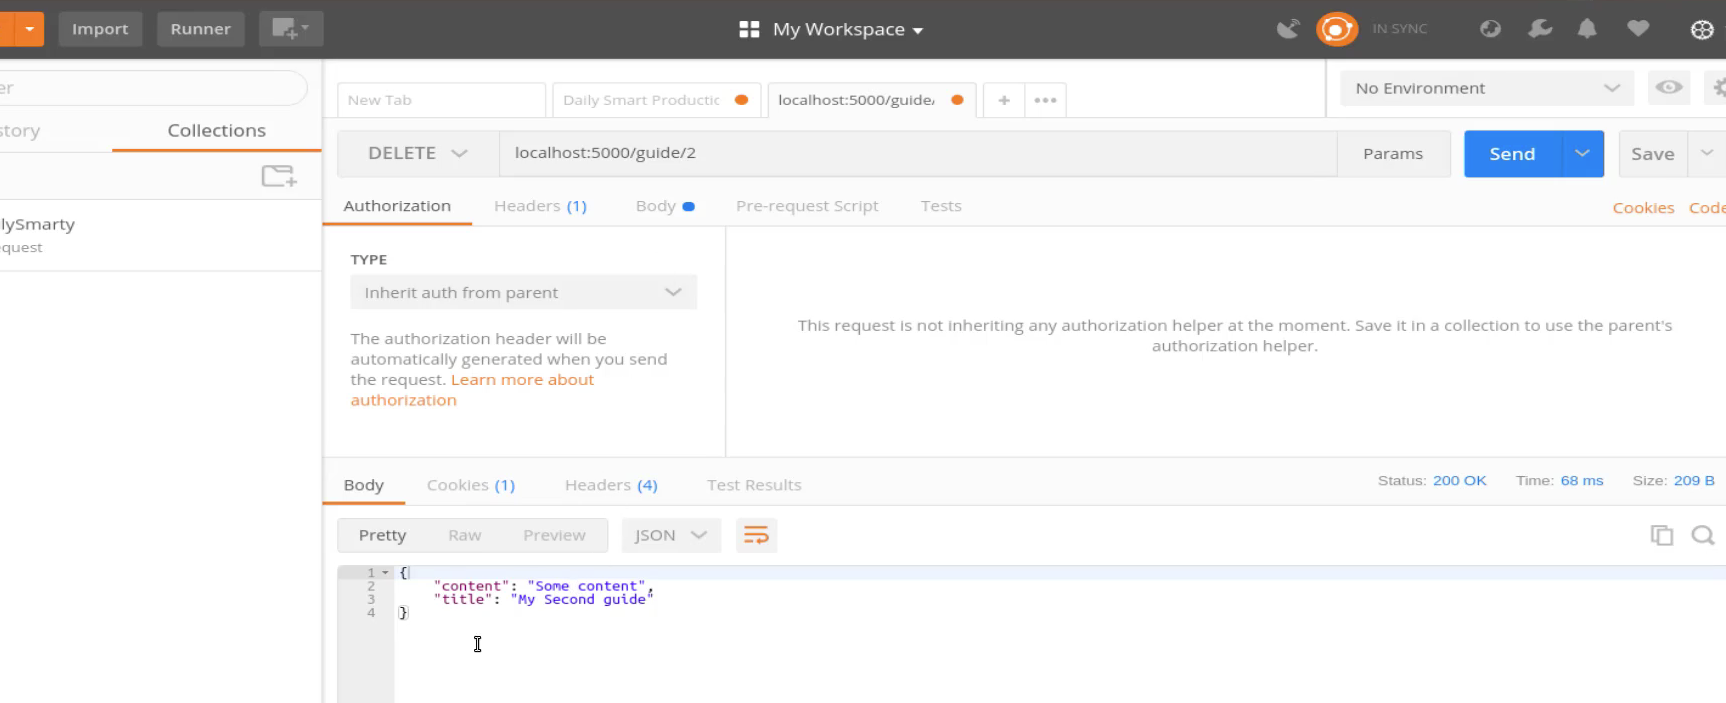 Import
Runner
My Workspace
IN SYNC
er
story
Collections
lySmarty
equest
New Tab
Daily Smart Productic
localhost:5000/guide/
+
•••
No Environment
DELETE
localhost:5000/guide/2
Params
Send
Save
Authorization
Headers (1)
Body
Pre-request Script
Tests
Cookies
Code
TYPE
Inherit auth from parent
The authorization header will be
automatically generated when you send
the request. Learn more about
authorization
This request is not inheriting any authorization helper at the moment. Save it in a collection to use the parent's
authorization helper.
Body
Cookies (1)
Headers (4)
Test Results
Status: 200 OK
Time: 68 ms
Size: 209 B
Pretty
Raw
Preview
JSON
1 {
2 "content": "Some content",
3 "title": "My Second guide"
4 }